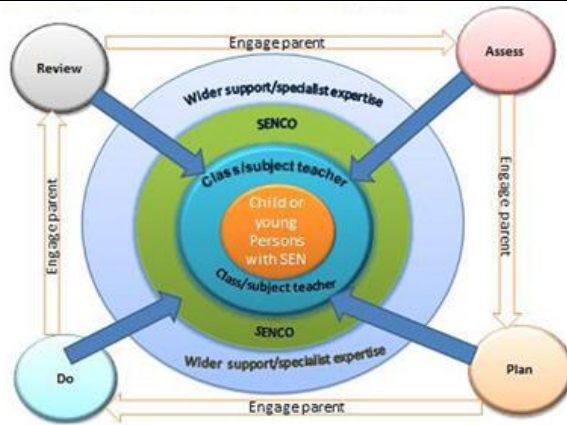 Engage parent
Review
Assess
Wider support/specialist expertise
SENCO
Class/subject teacher
Child or
young
Persons
with SEN
Engage parent
Engage parent
Class/subject teacher
SENCO
Wider support/specialist expertise
Do
Plan
Engage parent